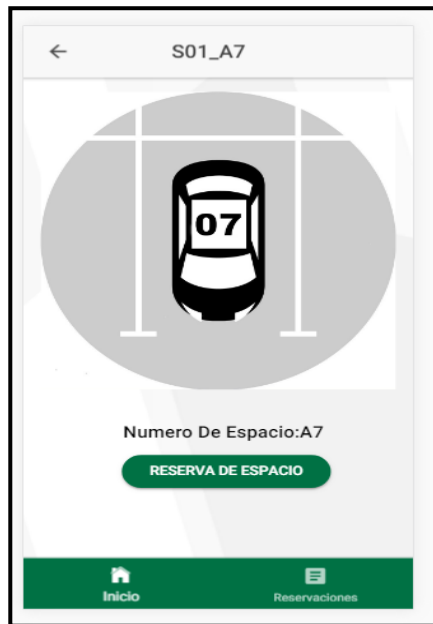 S01_A7
07
Numero De Espacio:A7
RESERVA DE ESPACIO
Inicio
Reservaciones